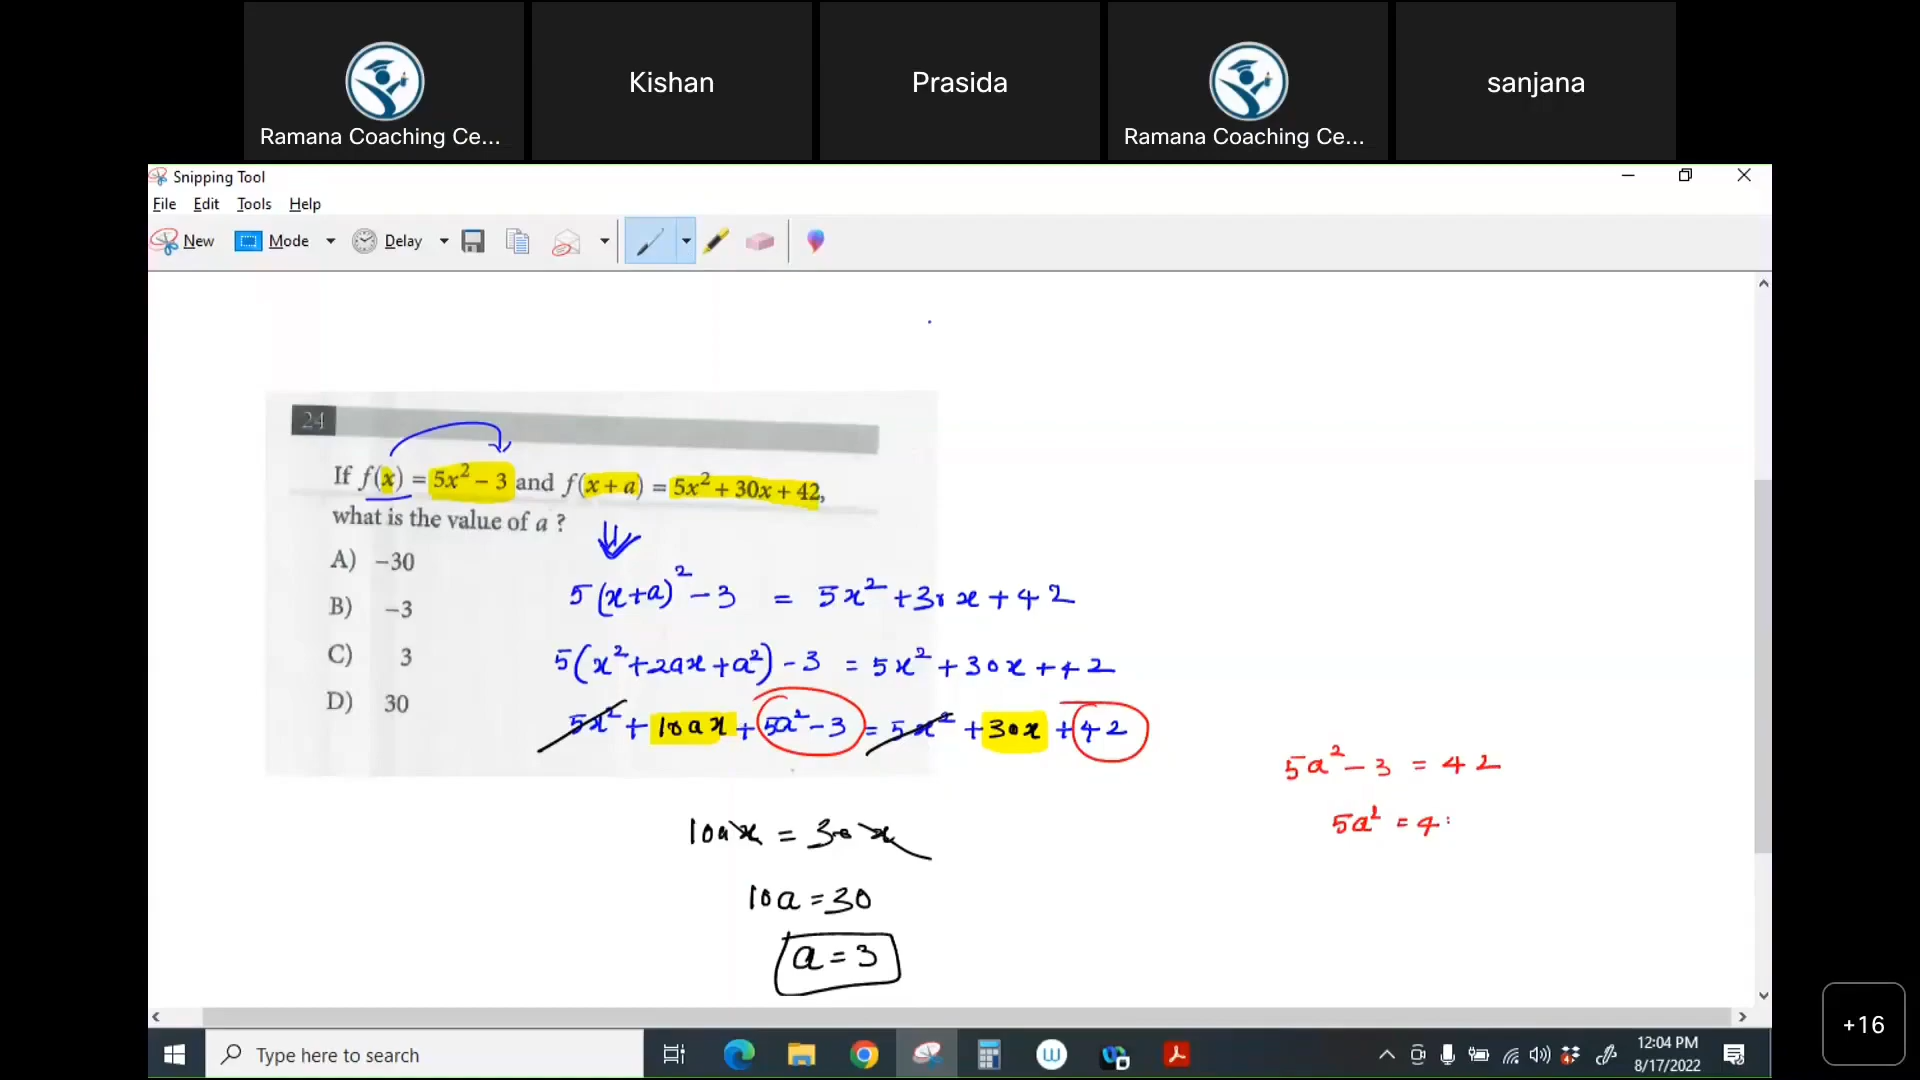 Ramana Coaching Ce...
Kishan
Prasida
Ramana Coaching Ce...
sanjana
Snipping Tool
File Edit Tools Help
New Mode Delay
24
If f(x) = 5x² − 3 and f(x + a) = 5x² + 30x + 42,
what is the value of a ?
A) −30
B) −3
C) 3
D) 30
5(x+a)² − 3 = 5x² + 30x + 42
5(x² + 2ax + a²) − 3 = 5x² + 30x + 42
5x² + 10ax + 5a² − 3 = 5x² + 30x + 42
10ax = 30x
10a = 30
a = 3
5a² − 3 = 42
5a² = 4
+16
Type here to search
12:04 PM
8/17/2022